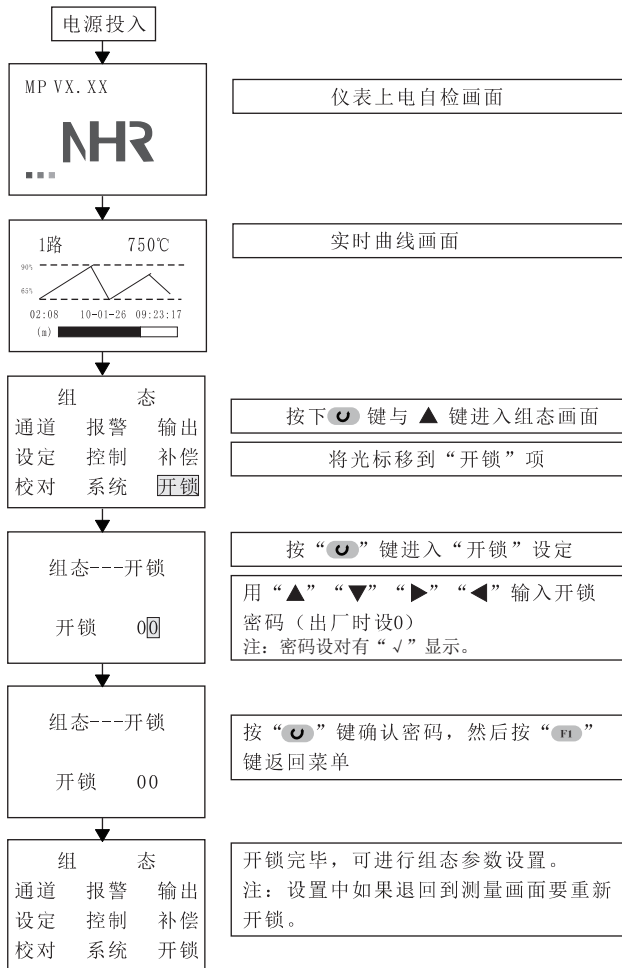 电源投入
MP VX.XX
NHR
仪表上电自检画面
1路 750℃
90%
65%
02:08 10-01-26 09:23:17
(m)
实时曲线画面
组 态
通道 报警 输出
设定 控制 补偿
校对 系统 开锁
按下 键与 ▲ 键进入组态画面
将光标移到“开锁”项
组态---开锁
开锁 00
按“ ”键进入“开锁”设定
用“▲”“▼”“▶”“◀”输入开锁
密码（出厂时设0）
注：密码设对有“√”显示。
组态---开锁
开锁 00
按“ ”键确认密码，然后按“F1”
键返回菜单
组 态
通道 报警 输出
设定 控制 补偿
校对 系统 开锁
开锁完毕，可进行组态参数设置。
注：设置中如果退回到测量画面要重新
开锁。